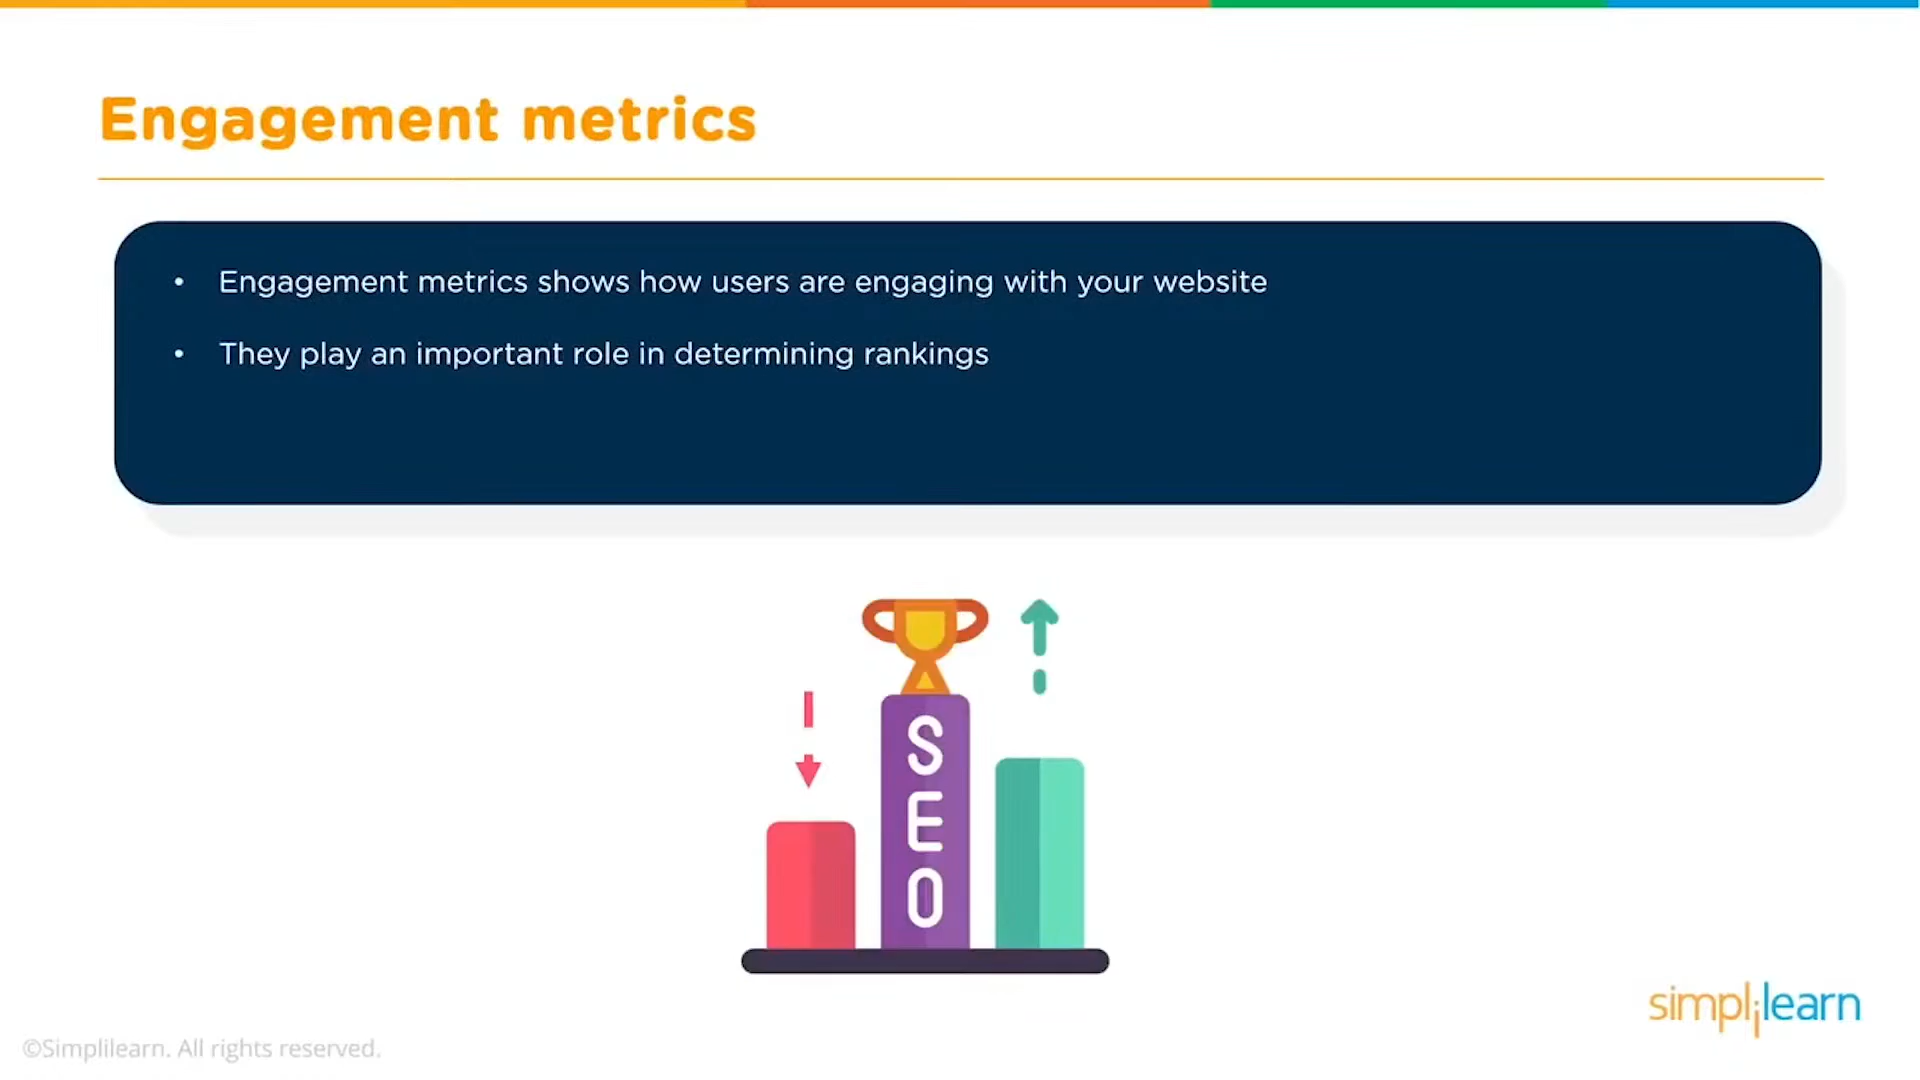 Engagement metrics
• Engagement metrics shows how users are engaging with your website
• They play an important role in determining rankings
SEO
simplilearn
©Simplilearn. All rights reserved.